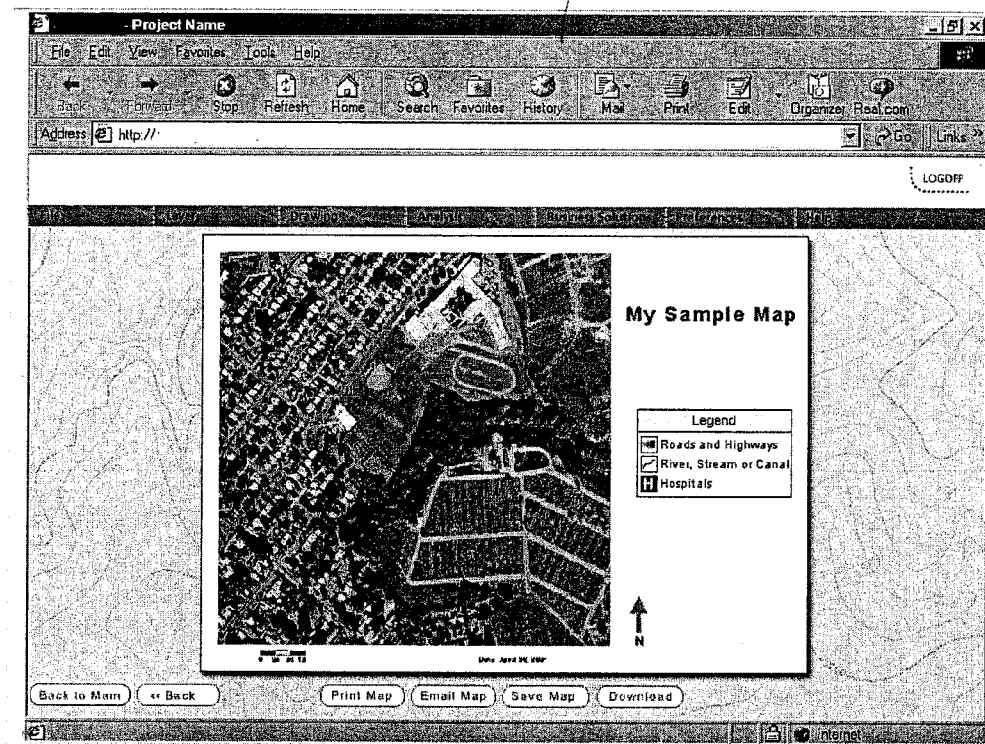 - Project Name
File Edit View Favorites Tools Help
Back Forward Stop Refresh Home Search Favorites History Mail Print Edit Organizer Real.com
Address http:// Go Links »
LOGOFF
File Layers Drawing Analysis Business Solutions Preferences Help
My Sample Map
Legend
Roads and Highways
River, Stream or Canal
H Hospitals
N
Back to Main << Back Print Map Email Map Save Map Download
Internet